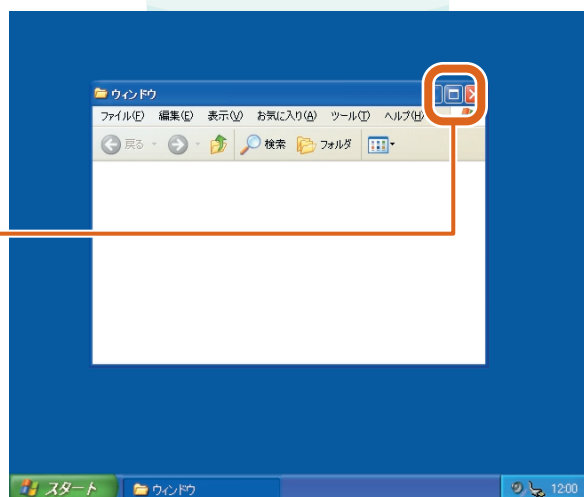 ウィンドウ
ファイル(F) 編集(E) 表示(V) お気に入り(A) ツール(T) ヘルプ(H)
戻る 検索 フォルダ
スタート ウィンドウ 12:00